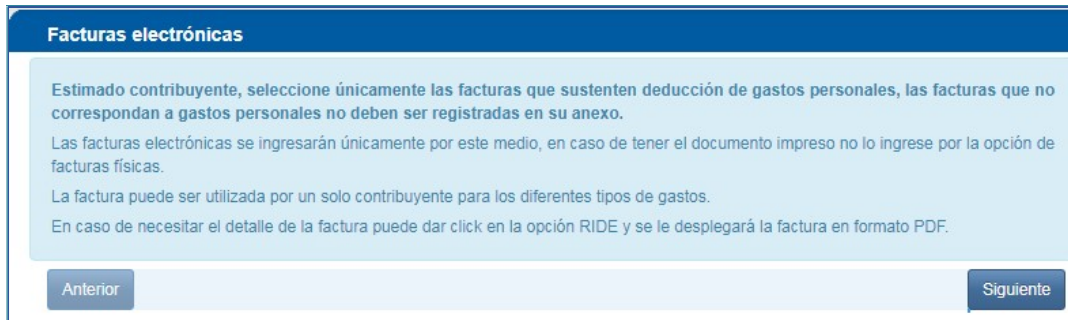 Facturas electrónicas
Estimado contribuyente, seleccione únicamente las facturas que sustenten deducción de gastos personales, las facturas que no
correspondan a gastos personales no deben ser registradas en su anexo.
Las facturas electrónicas se ingresarán únicamente por este medio, en caso de tener el documento impreso no lo ingrese por la opción de
facturas físicas.
La factura puede ser utilizada por un solo contribuyente para los diferentes tipos de gastos.
En caso de necesitar el detalle de la factura puede dar click en la opción RIDE y se le desplegará la factura en formato PDF.
Anterior
Siguiente